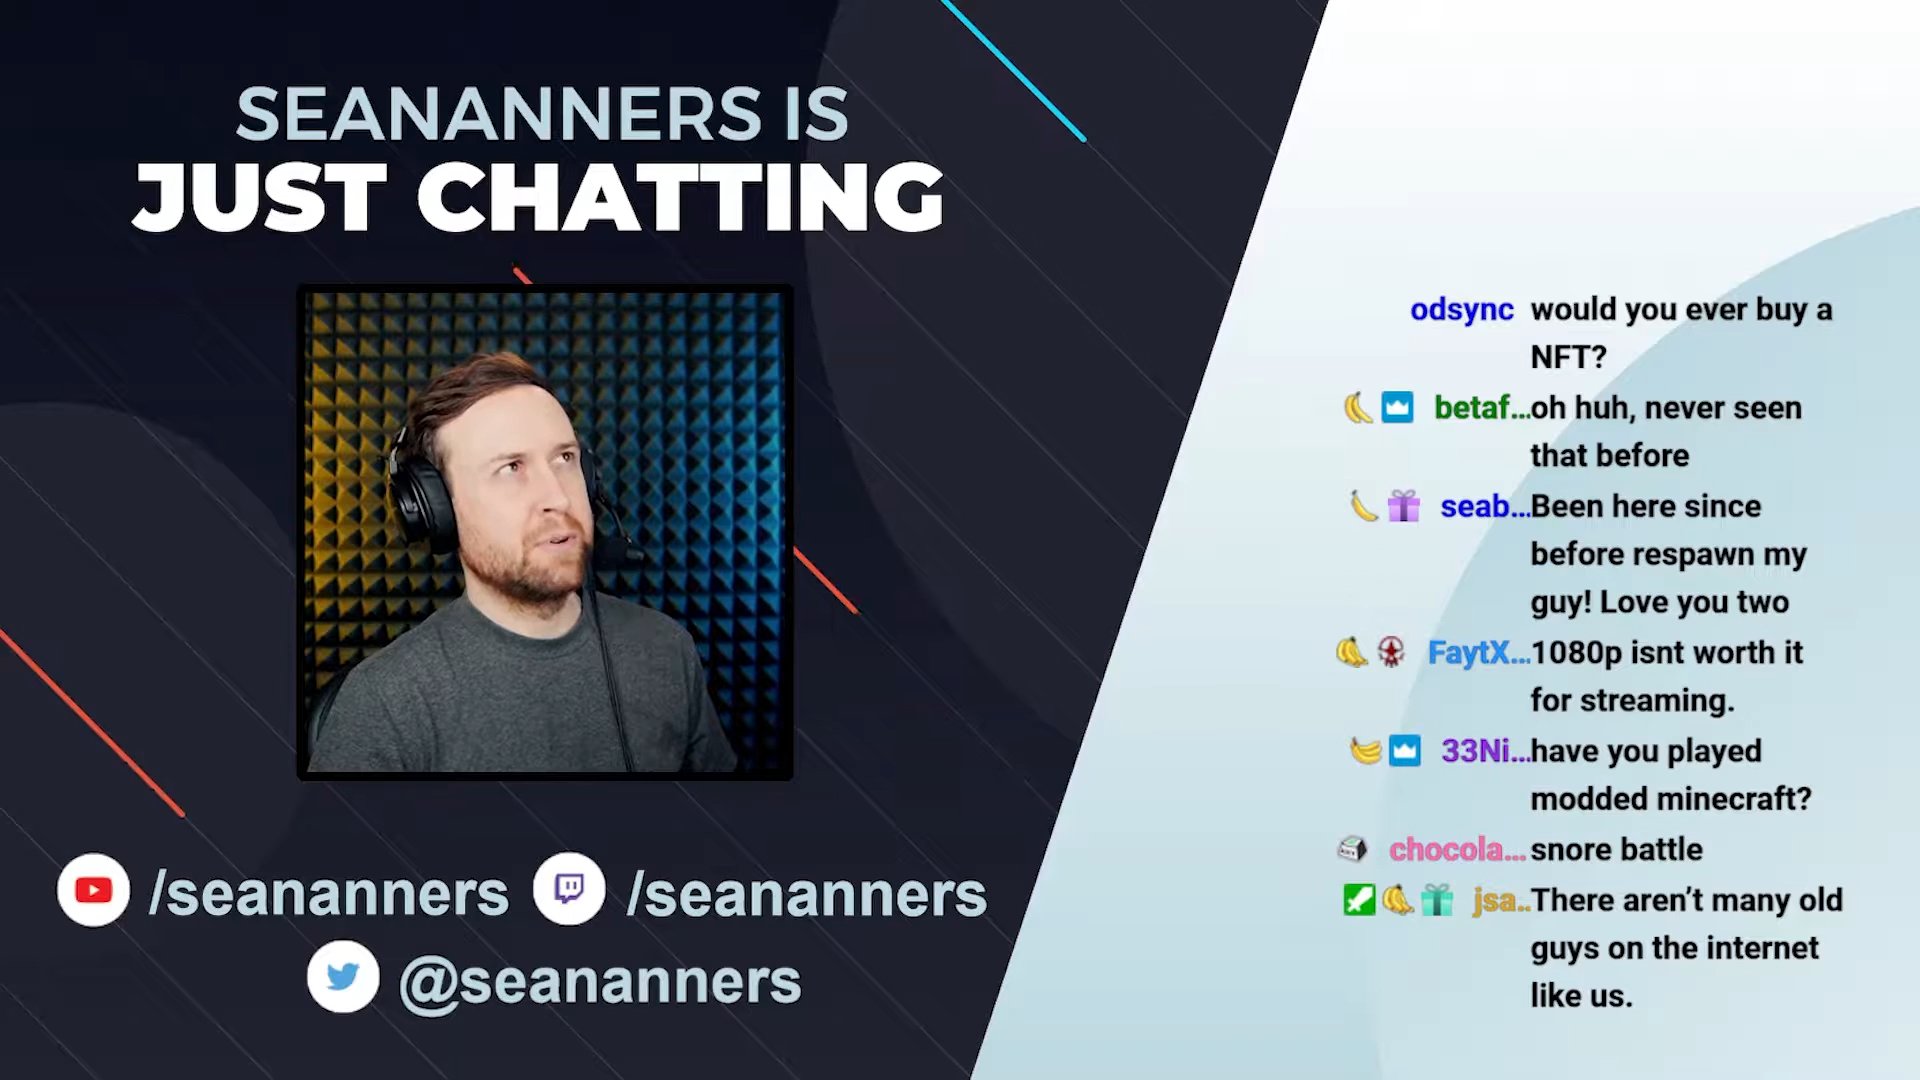 SEANANNERS IS
JUST CHATTING
/seananners /seananners
@seananners
odsync would you ever buy a
NFT?
betaf...oh huh, never seen
that before
seab...Been here since
before respawn my
guy! Love you two
FaytX...1080p isnt worth it
for streaming.
33Ni...have you played
modded minecraft?
chocola...snore battle
jsa..There aren’t many old
guys on the internet
like us.